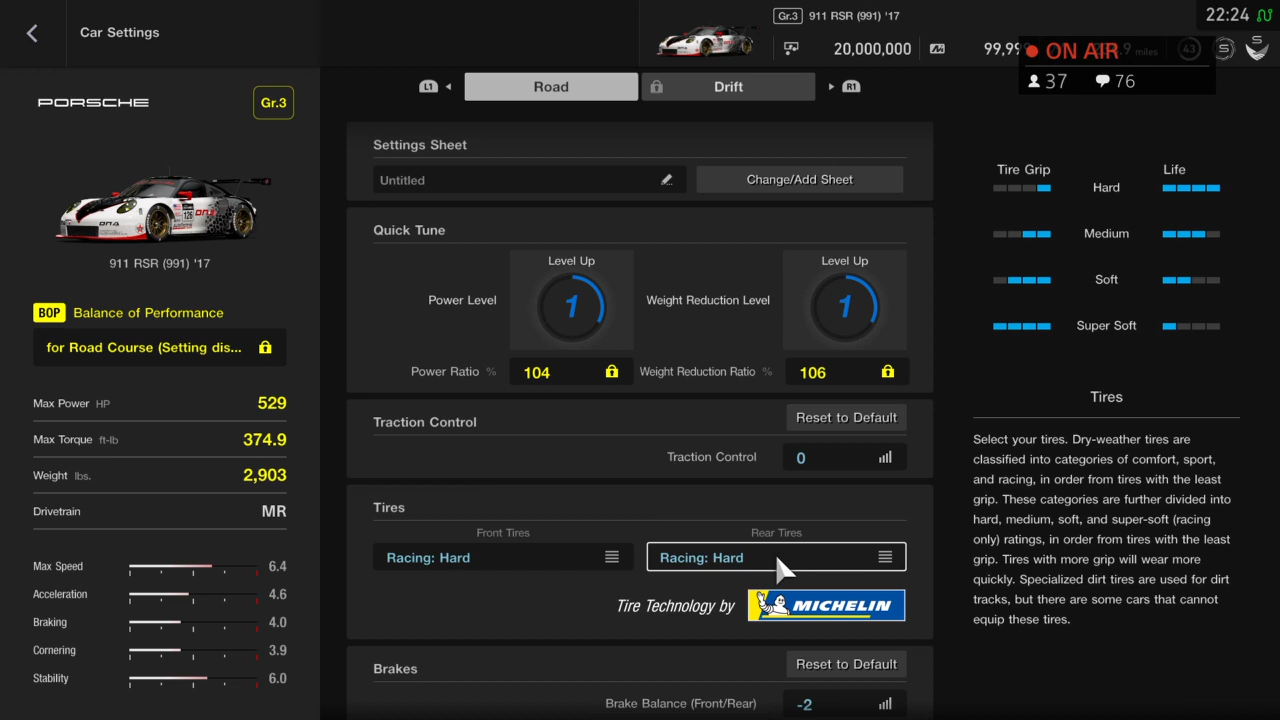 Car Settings
Gr.3 911 RSR (991) '17
20,000,000
22:24
ON AIR
miles
43
37 76
PORSCHE
Gr.3
911 RSR (991) '17
BOP Balance of Performance
for Road Course (Setting dis...
Max Power HP 529
Max Torque ft-lb 374.9
Weight lbs. 2,903
Drivetrain MR
Max Speed 6.4
Acceleration 4.6
Braking 4.0
Cornering 3.9
Stability 6.0
L1 Road Drift R1
Settings Sheet
Untitled Change/Add Sheet
Quick Tune
Level Up Level Up
Power Level 1 Weight Reduction Level 1
Power Ratio % 104 Weight Reduction Ratio % 106
Traction Control Reset to Default
Traction Control 0
Tires
Front Tires Rear Tires
Racing: Hard Racing: Hard
Tire Technology by MICHELIN
Brakes Reset to Default
Brake Balance (Front/Rear) -2
Tire Grip Life
Hard
Medium
Soft
Super Soft
Tires
Select your tires. Dry-weather tires are
classified into categories of comfort, sport,
and racing, in order from tires with the least
grip. These categories are further divided into
hard, medium, soft, and super-soft (racing
only) ratings, in order from tires with the least
grip. Tires with more grip will wear more
quickly. Specialized dirt tires are used for dirt
tracks, but there are some cars that cannot
equip these tires.